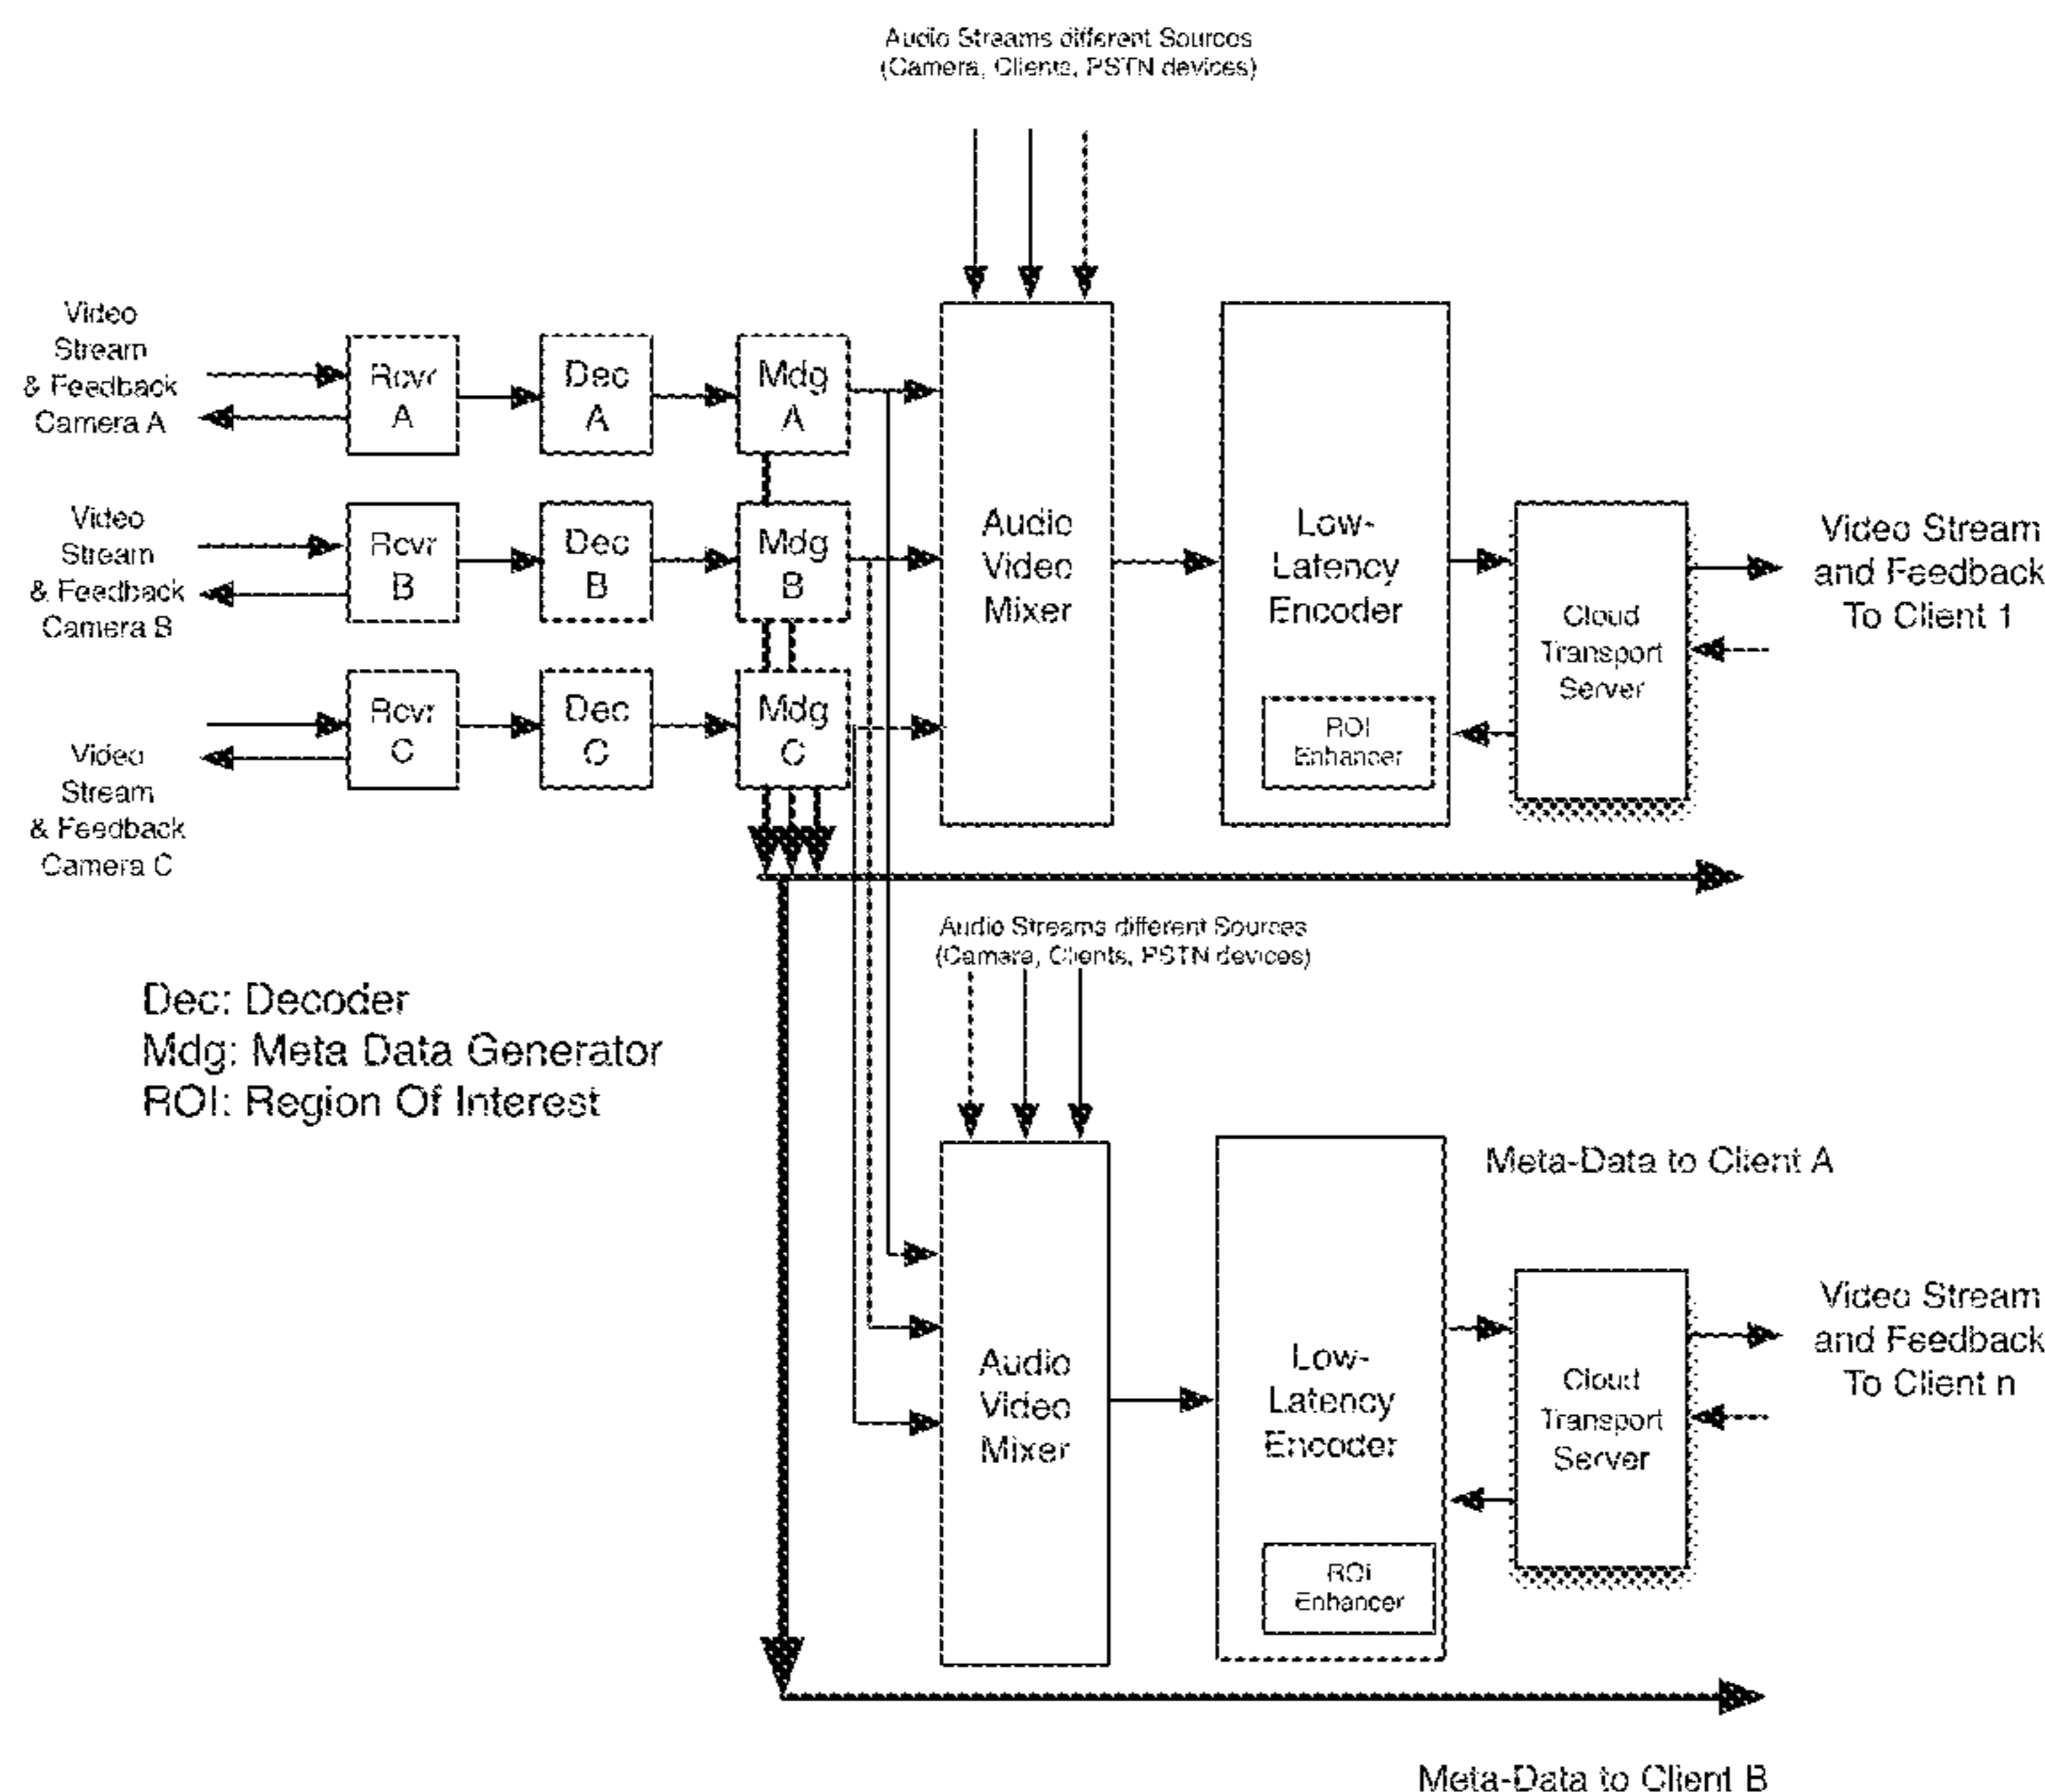 Audio Streams different Sources
(Camera, Clients, PSTN devices)
Video
Stream
& Feedback
Camera A
Rcvr
A
Dec
A
Mdg
A
Video
Stream
& Feedback
Camera B
Rcvr
B
Dec
B
Mdg
B
Video
Stream
& Feedback
Camera C
Rcvr
C
Dec
C
Mdg
C
Audio
Video
Mixer
Low-
Latency
Encoder
ROI
Enhancer
Cloud
Transport
Server
Video Stream
and Feedback
To Client 1
Audio Streams different Sources
(Camara, Clients, PSTN devices)
Dec: Decoder
Mdg: Meta Data Generator
ROI: Region Of Interest
Meta-Data to Client A
Audio
Video
Mixer
Low-
Latency
Encoder
ROI
Enhancer
Cloud
Transport
Server
Video Stream
and Feedback
To Client n
Meta-Data to Client B